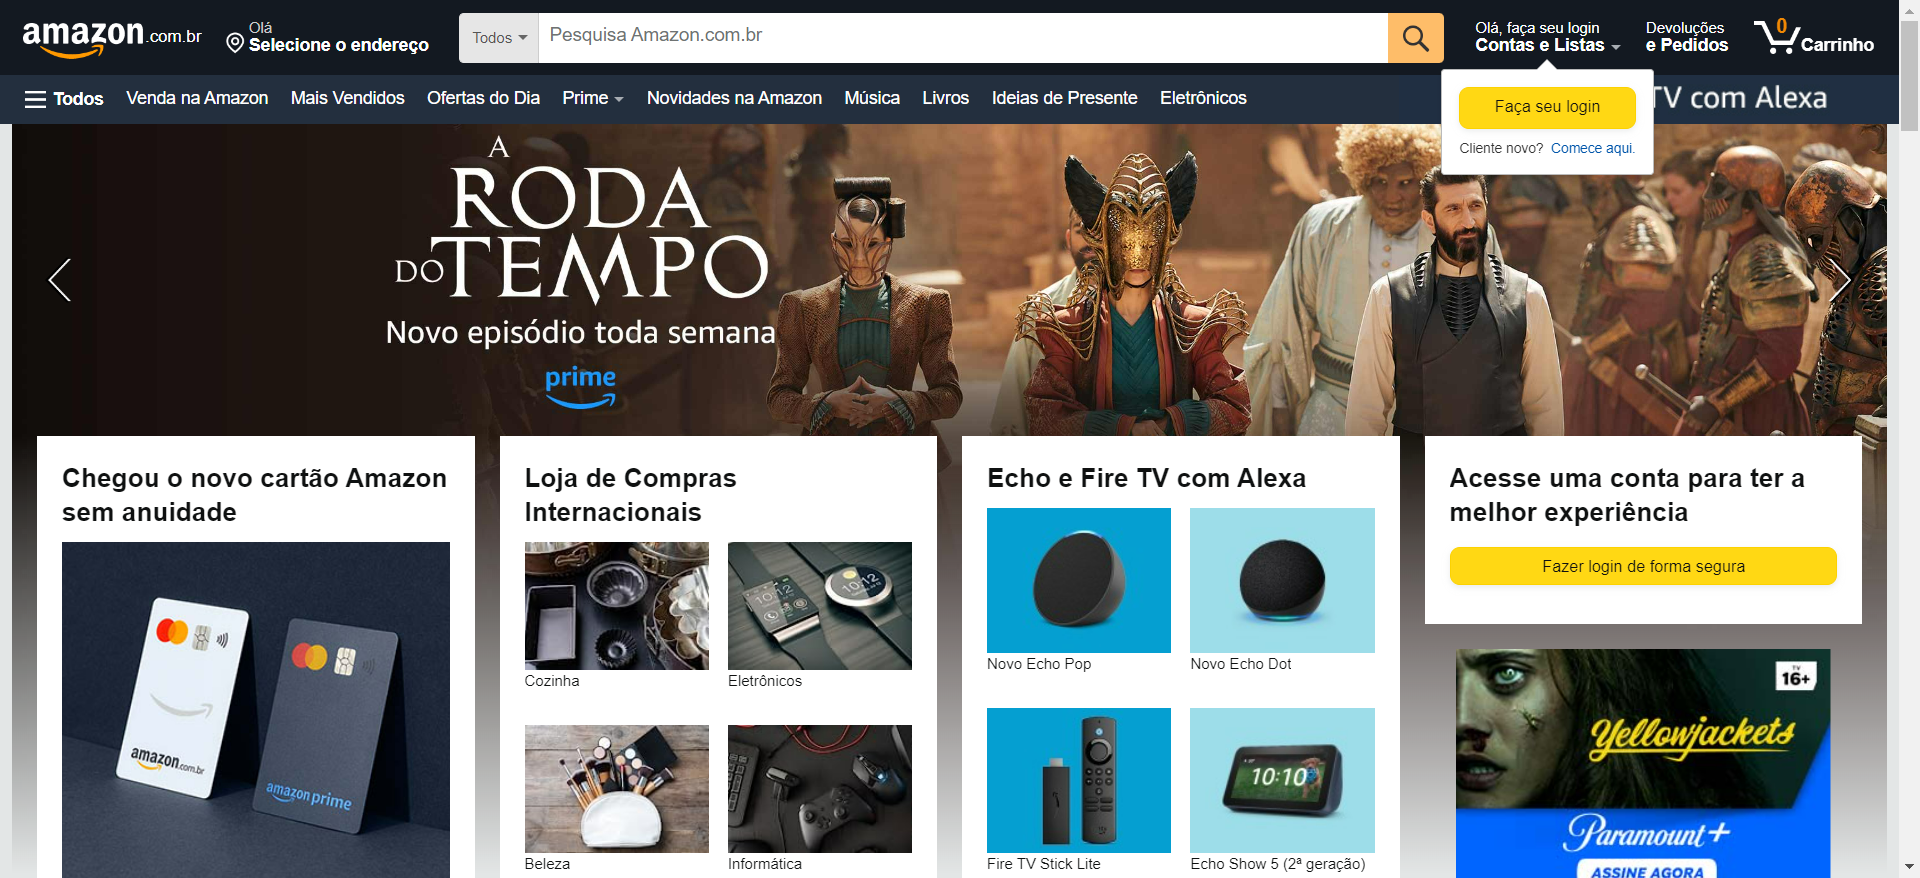 amazon.com.br
Olá
Selecione o endereço
Todos
Pesquisa Amazon.com.br
Olá, faça seu login
Contas e Listas
Devoluções
e Pedidos
0
Carrinho
Todos
Venda na Amazon
Mais Vendidos
Ofertas do Dia
Prime
Novidades na Amazon
Música
Livros
Ideias de Presente
Eletrônicos
TV com Alexa
Faça seu login
Cliente novo? Comece aqui.
A
RODA
DO TEMPO
Novo episódio toda semana
prime
Chegou o novo cartão Amazon
sem anuidade
amazon.com.br
amazon prime
Loja de Compras
Internacionais
10:12
10:12
Cozinha
Eletrônicos
Beleza
Informática
Echo e Fire TV com Alexa
Novo Echo Pop
Novo Echo Dot
10:10
Fire TV Stick Lite
Echo Show 5 (2ª geração)
Acesse uma conta para ter a
melhor experiência
Fazer login de forma segura
TV
16+
Yellowjackets
Paramount+
ASSINE AGORA